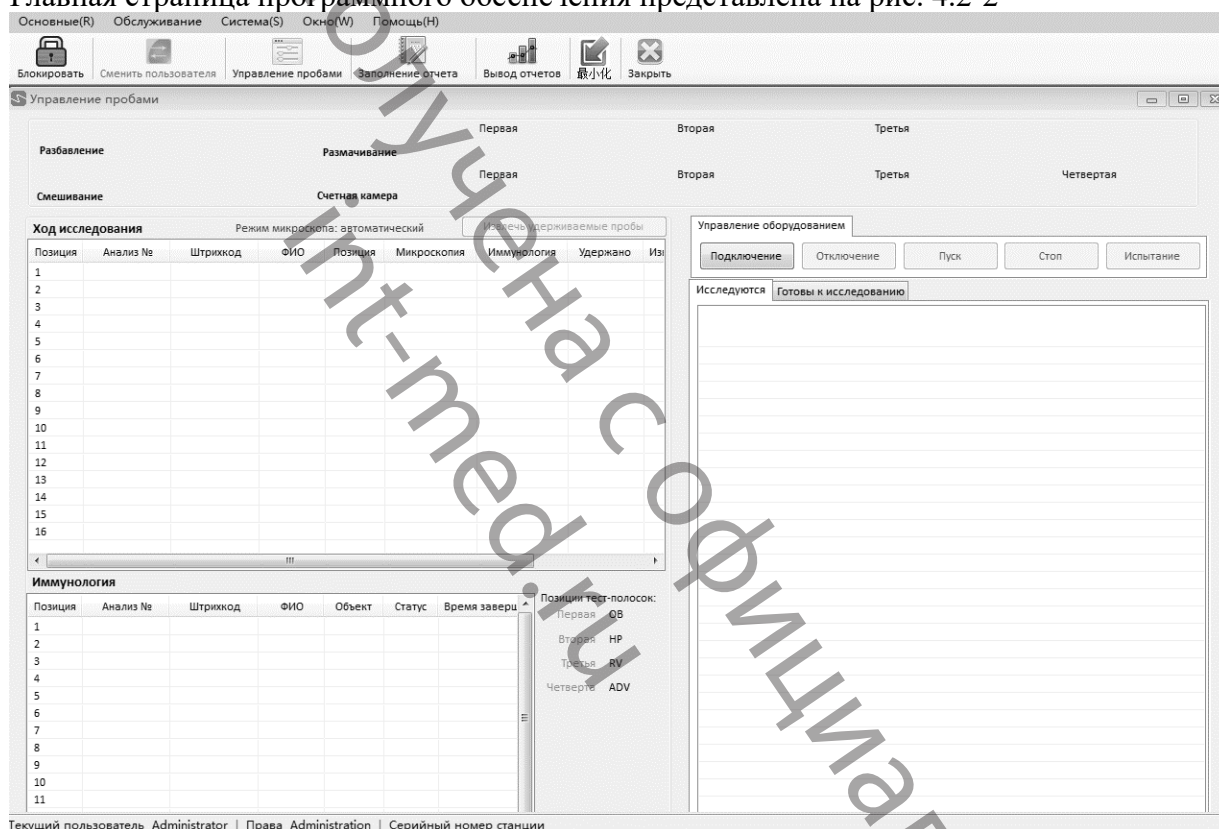 Главная страница программного обеспечения представлена на рис. 4.2-2
Основные(R) Обслуживание Система(S) Окно(W) Помощь(H)
Блокировать Сменить пользователя Управление пробами Заполнение отчета Вывод отчетов 最小化 Закрыть
Управление пробами
Первая Вторая Третья
Разбавление Размачивание
Первая Вторая Третья Четвертая
Смешивание Счетная камера
Ход исследования Режим микроскопа: автоматический Извлечь удерживаемые пробы
Позиция Анализ № Штрихкод ФИО Позиция Микроскопия Иммунология Удержано
1
2
3
4
5
6
7
8
9
10
11
12
13
14
15
16
Управление оборудованием
Подключение Отключение Пуск Стоп Испытание
Исследуются Готовы к исследованию
Иммунология
Позиция Анализ № Штрихкод ФИО Объект Статус Время заверш
1
2
3
4
5
6
7
8
9
10
11
Позиции тест-полосок:
Первая OB
Вторая HP
Третья RV
Четверта ADV
Текущий пользователь Administrator | Права Administration | Серийный номер станции
олучена с официал
int-med.ru